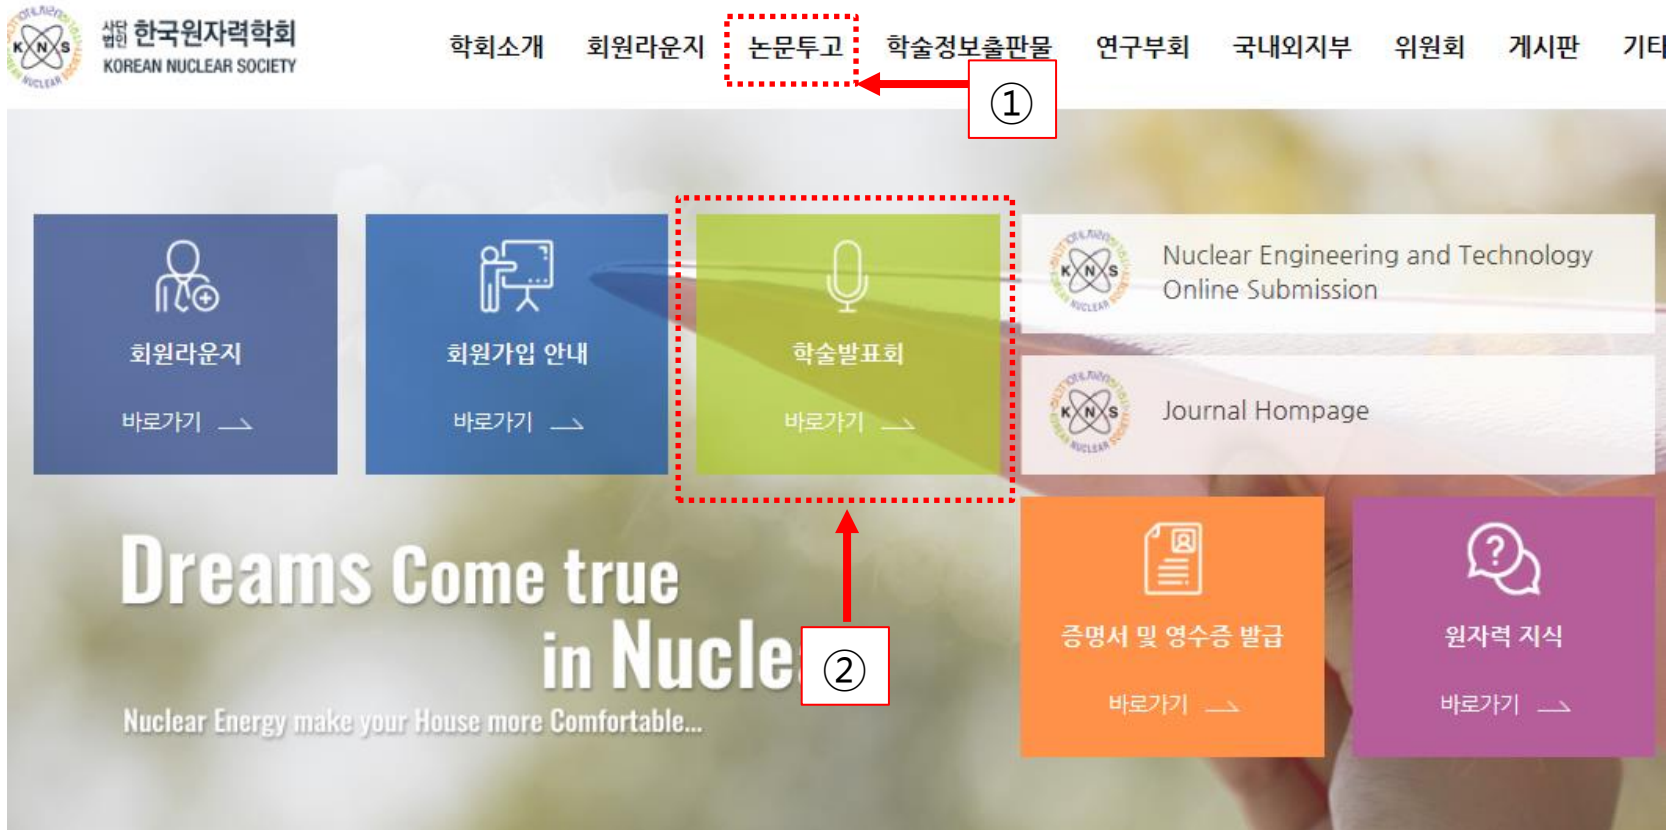 사단
법인 한국원자력학회
KOREAN NUCLEAR SOCIETY
학회소개 회원라운지 논문투고 학술정보출판물 연구부회 국내외지부 위원회 게시판 기타
①
회원라운지
바로가기
회원가입 안내
바로가기
학술발표회
바로가기
KNS
Nuclear Engineering and Technology
Online Submission
KNS
Journal Hompage
Dreams Come true
in Nuclea
②
Nuclear Energy make your House more Comfortable...
증명서 및 영수증 발급
바로가기
원자력 지식
바로가기